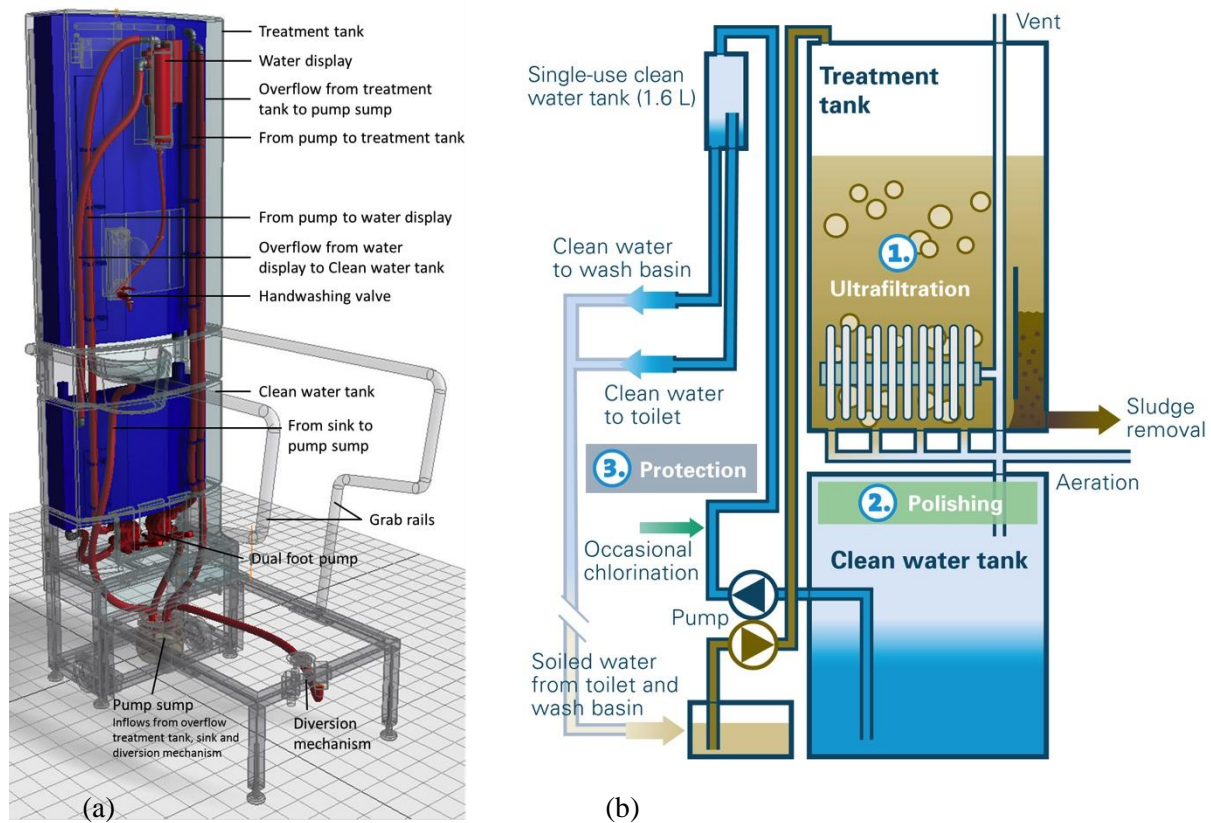 Treatment tank
Water display
Overflow from treatment
tank to pump sump
From pump to treatment tank
From pump to water display
Overflow from water
display to Clean water tank
Handwashing valve
Clean water tank
From sink to
pump sump
Grab rails
Dual foot pump
Pump sump
Inflows from overflow
treatment tank, sink and
diversion mechanism
Diversion
mechanism
(a)
Vent
Single-use clean
water tank (1.6 L)
Treatment
tank
Clean water
to wash basin
1.
Ultrafiltration
Clean water
to toilet
Sludge
removal
3. Protection
Aeration
2. Polishing
Occasional
chlorination
Clean water tank
Pump
Soiled water
from toilet and
wash basin
(b)